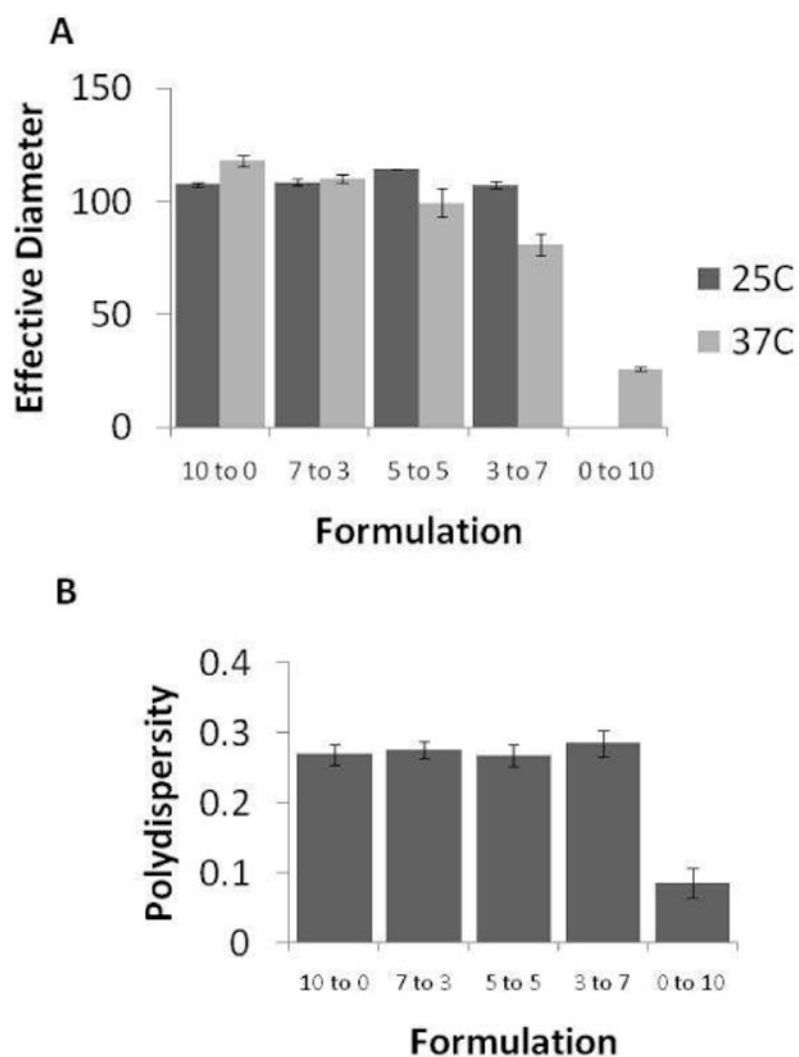 A
Effective Diameter
150
100
50
0
10 to 0 7 to 3 5 to 5 3 to 7 0 to 10
Formulation
25C
37C
B
Polydispersity
0.4
0.3
0.2
0.1
0
10 to 0 7 to 3 5 to 5 3 to 7 0 to 10
Formulation